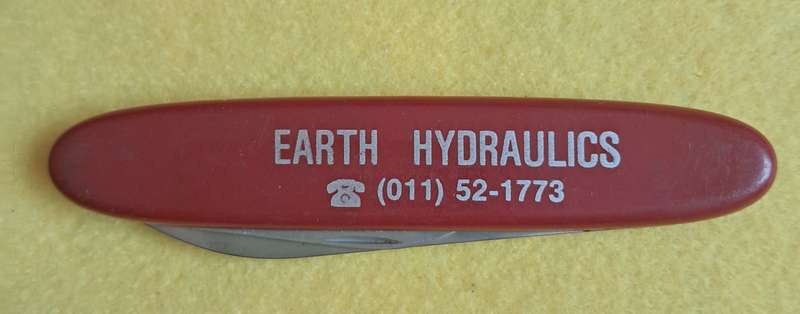 EARTH HYDRAULICS
☎ (011) 52-1773